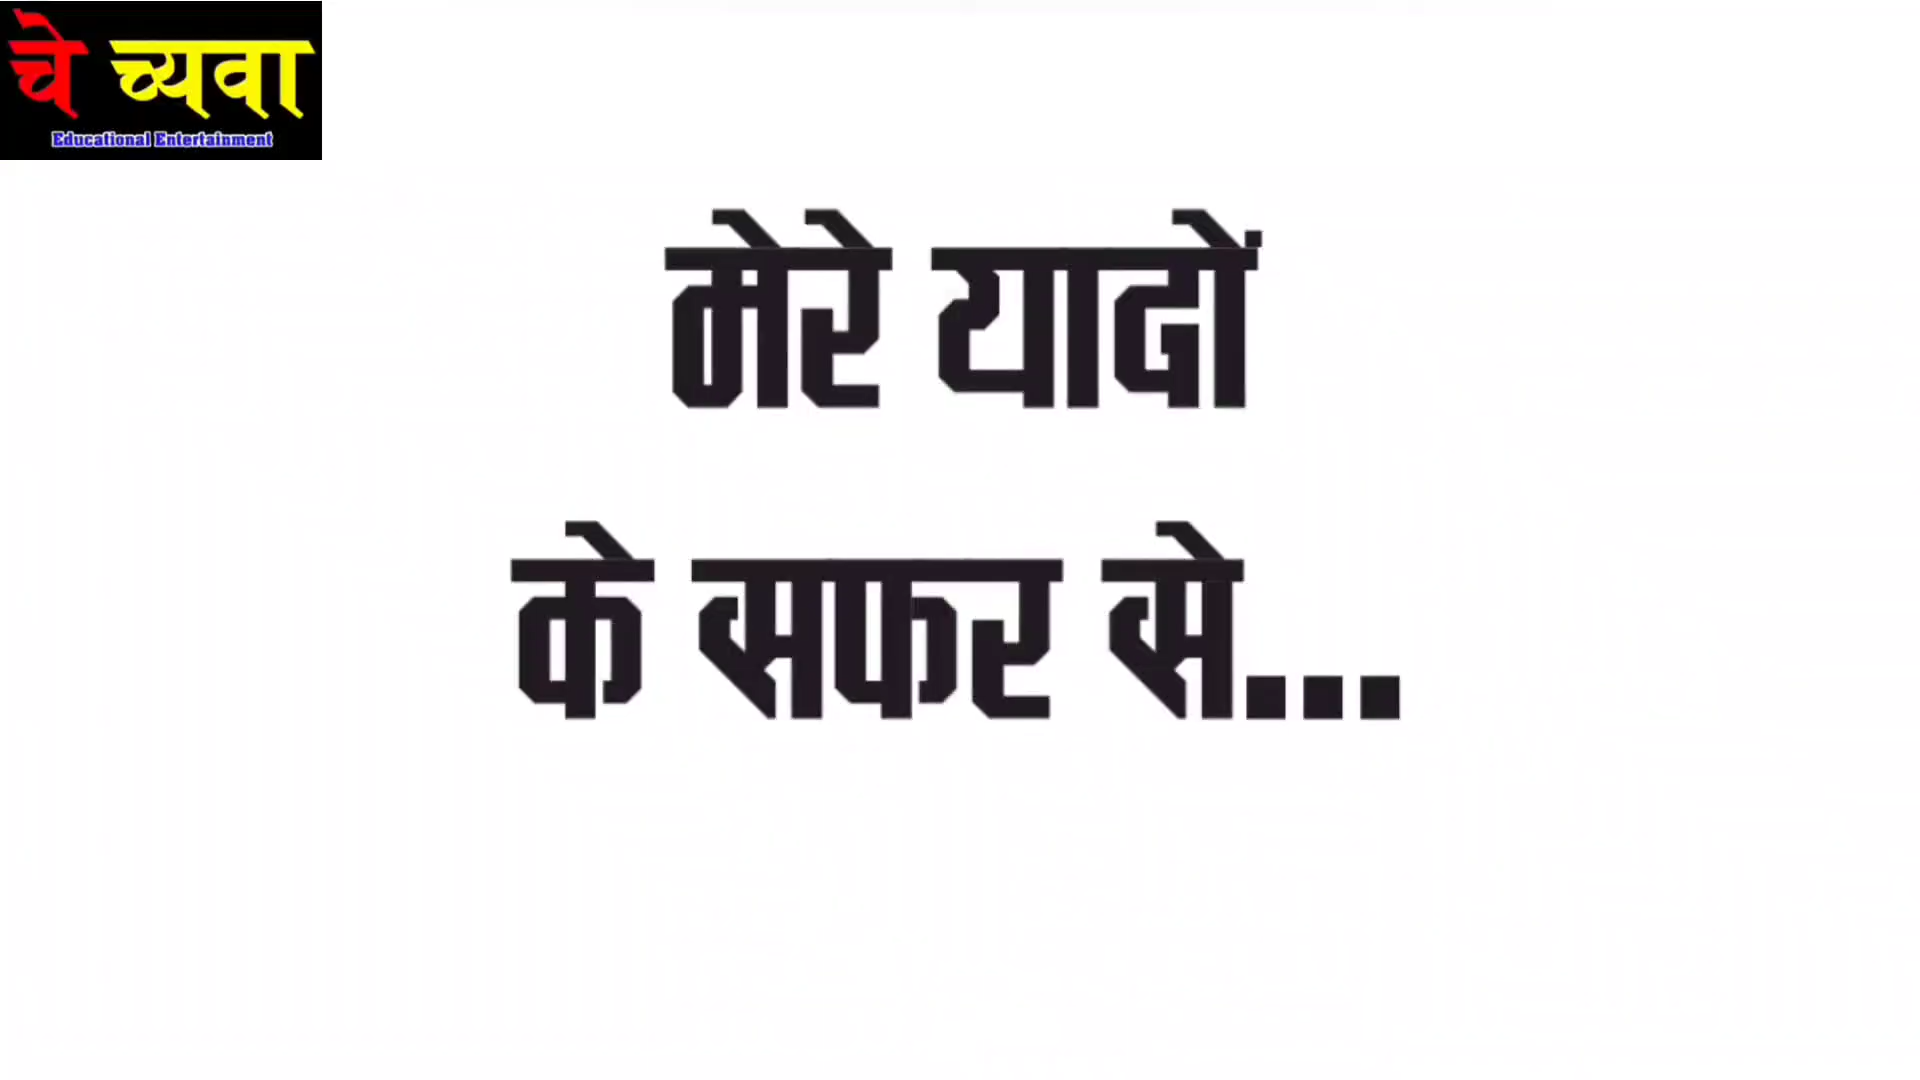 चे च्यवा
Educational Entertainment
मेरे यादों
के सफर से...